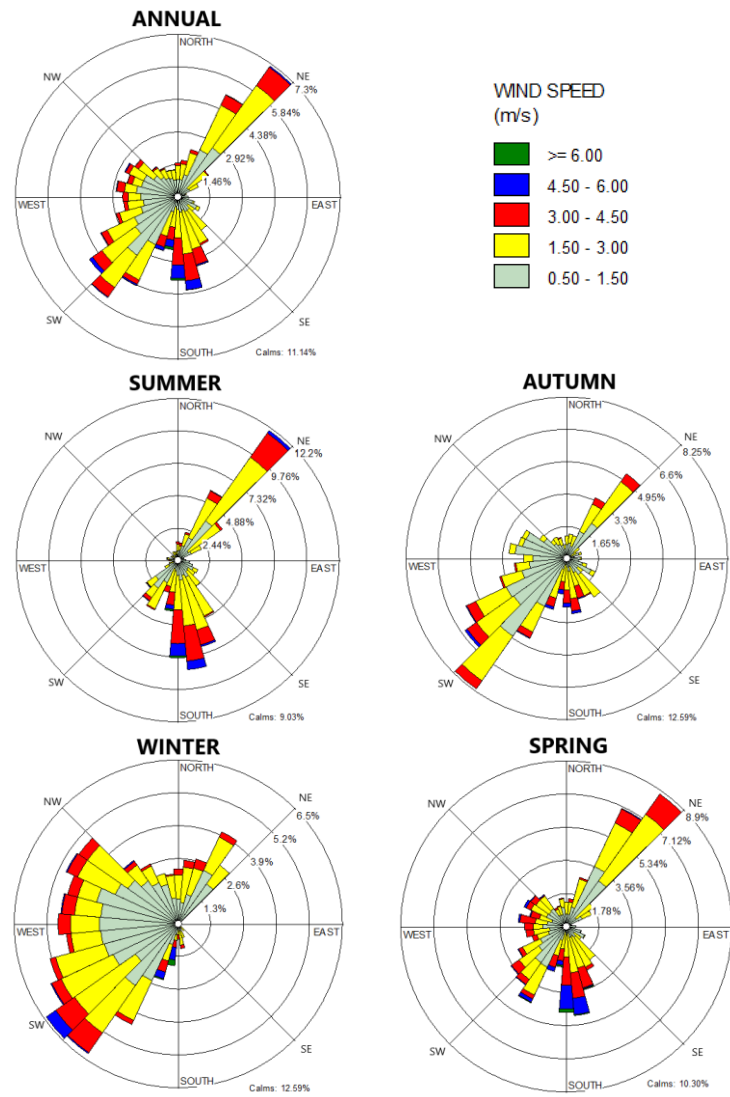 ANNUAL
NORTH
NW
NE
7.3%
5.84%
4.38%
2.92%
1.46%
WEST
EAST
SW
SE
SOUTH
Calms: 11.14%
WIND SPEED
(m/s)
>= 6.00
4.50 - 6.00
3.00 - 4.50
1.50 - 3.00
0.50 - 1.50
SUMMER
NORTH
NW
NE
12.2%
9.76%
7.32%
4.88%
2.44%
WEST
EAST
SW
SE
SOUTH
Calms: 9.03%
AUTUMN
NORTH
NW
NE
8.25%
6.6%
4.95%
3.3%
1.65%
WEST
EAST
SW
SE
SOUTH
Calms: 12.59%
WINTER
NORTH
NW
NE
6.5%
5.2%
3.9%
2.6%
1.3%
WEST
EAST
SW
SE
SOUTH
Calms: 12.59%
SPRING
NORTH
NW
NE
8.9%
7.12%
5.34%
3.56%
1.78%
WEST
EAST
SW
SE
SOUTH
Calms: 10.30%